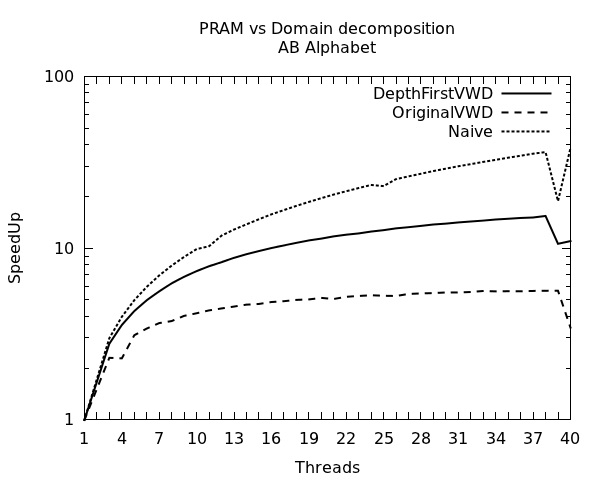 PRAM vs Domain decomposition
AB Alphabet
DepthFirstVWD
OriginalVWD
Naive
SpeedUp
100
10
1
1 4 7 10 13 16 19 22 25 28 31 34 37 40
Threads